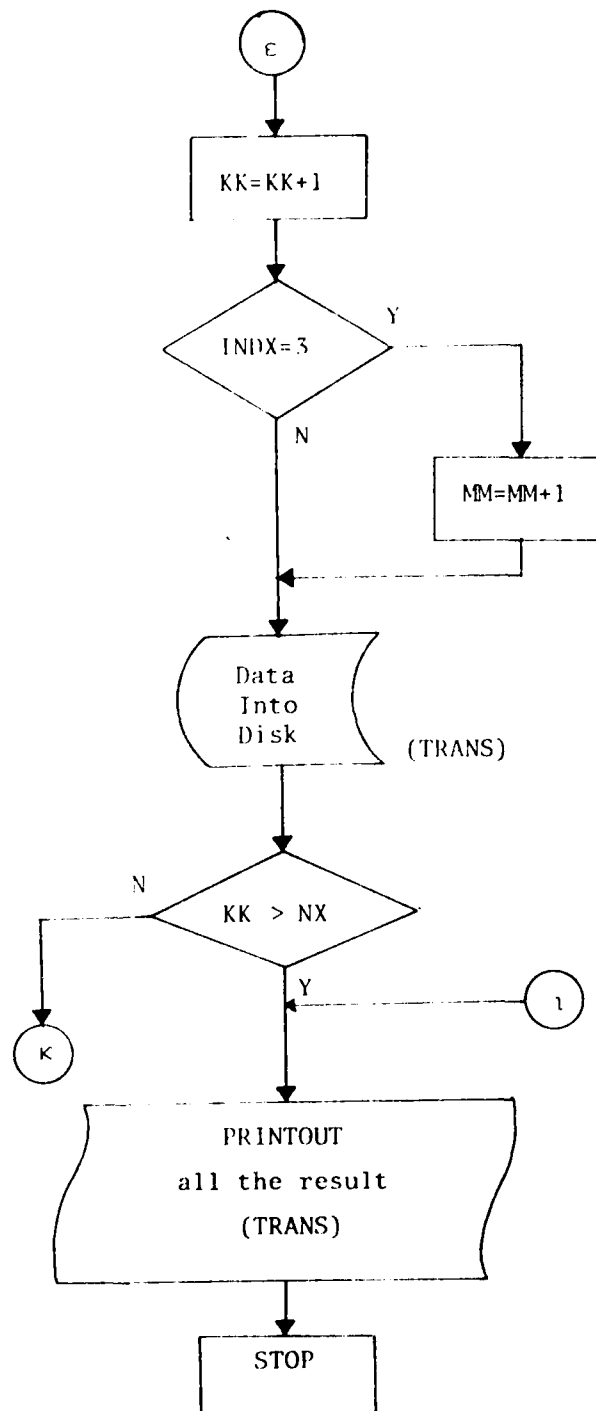 ε
KK=KK+1
INDX=3
Y
N
MM=MM+1
Data
Into
Disk
(TRANS)
N
KK > NX
Y
ι
κ
PRINTOUT
all the result
(TRANS)
STOP